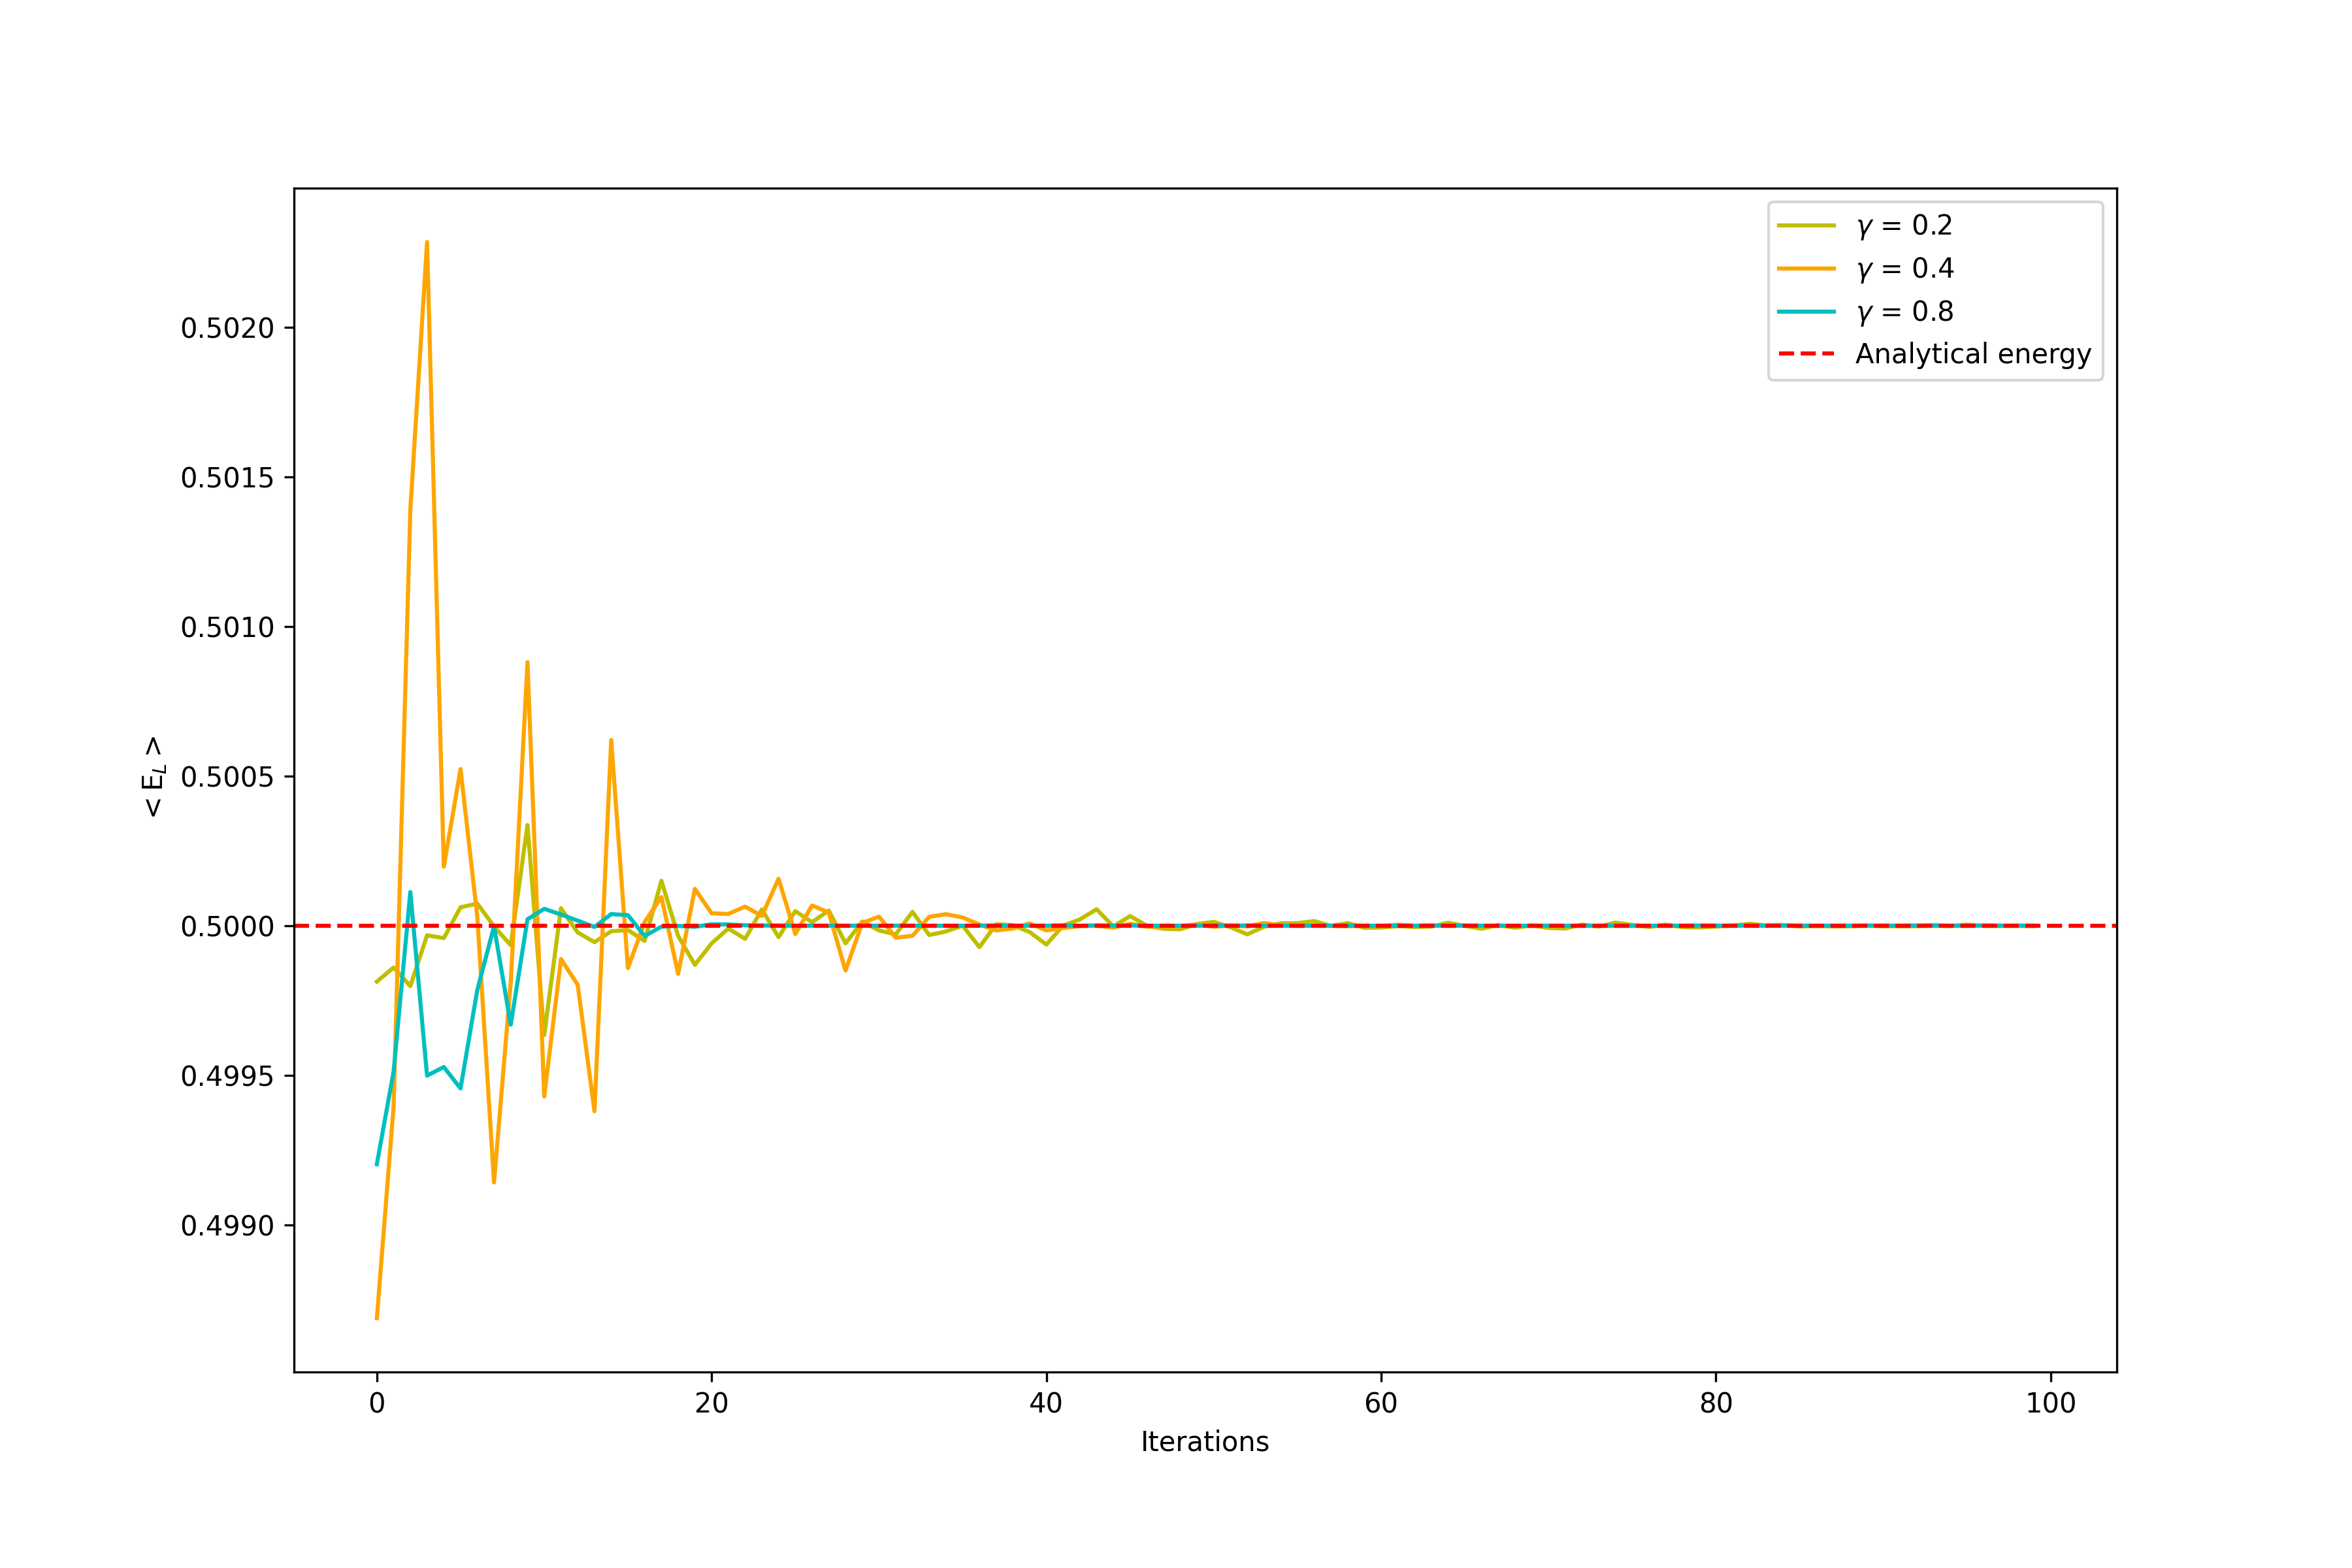 γ = 0.2
γ = 0.4
γ = 0.8
Analytical energy
0.5020
0.5015
0.5010
0.5005
0.5000
0.4995
0.4990
< E_L >
0 20 40 60 80 100
Iterations